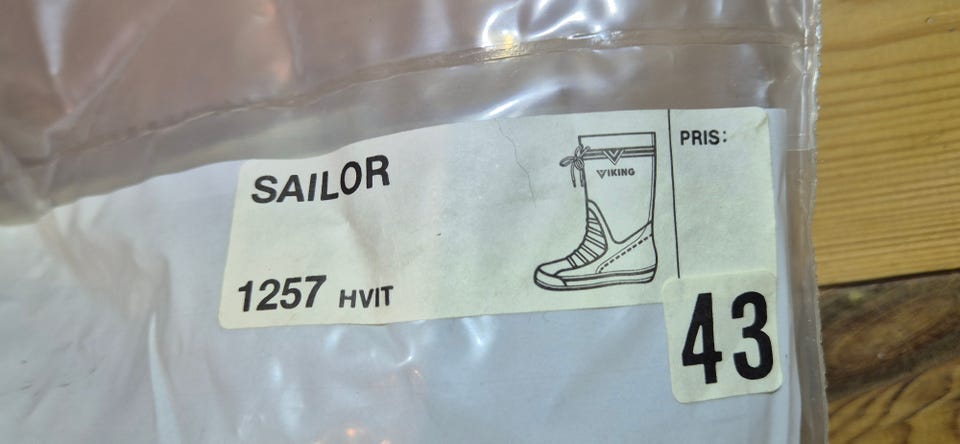 SAILOR
VIKING
PRIS:
1257 HVIT
43